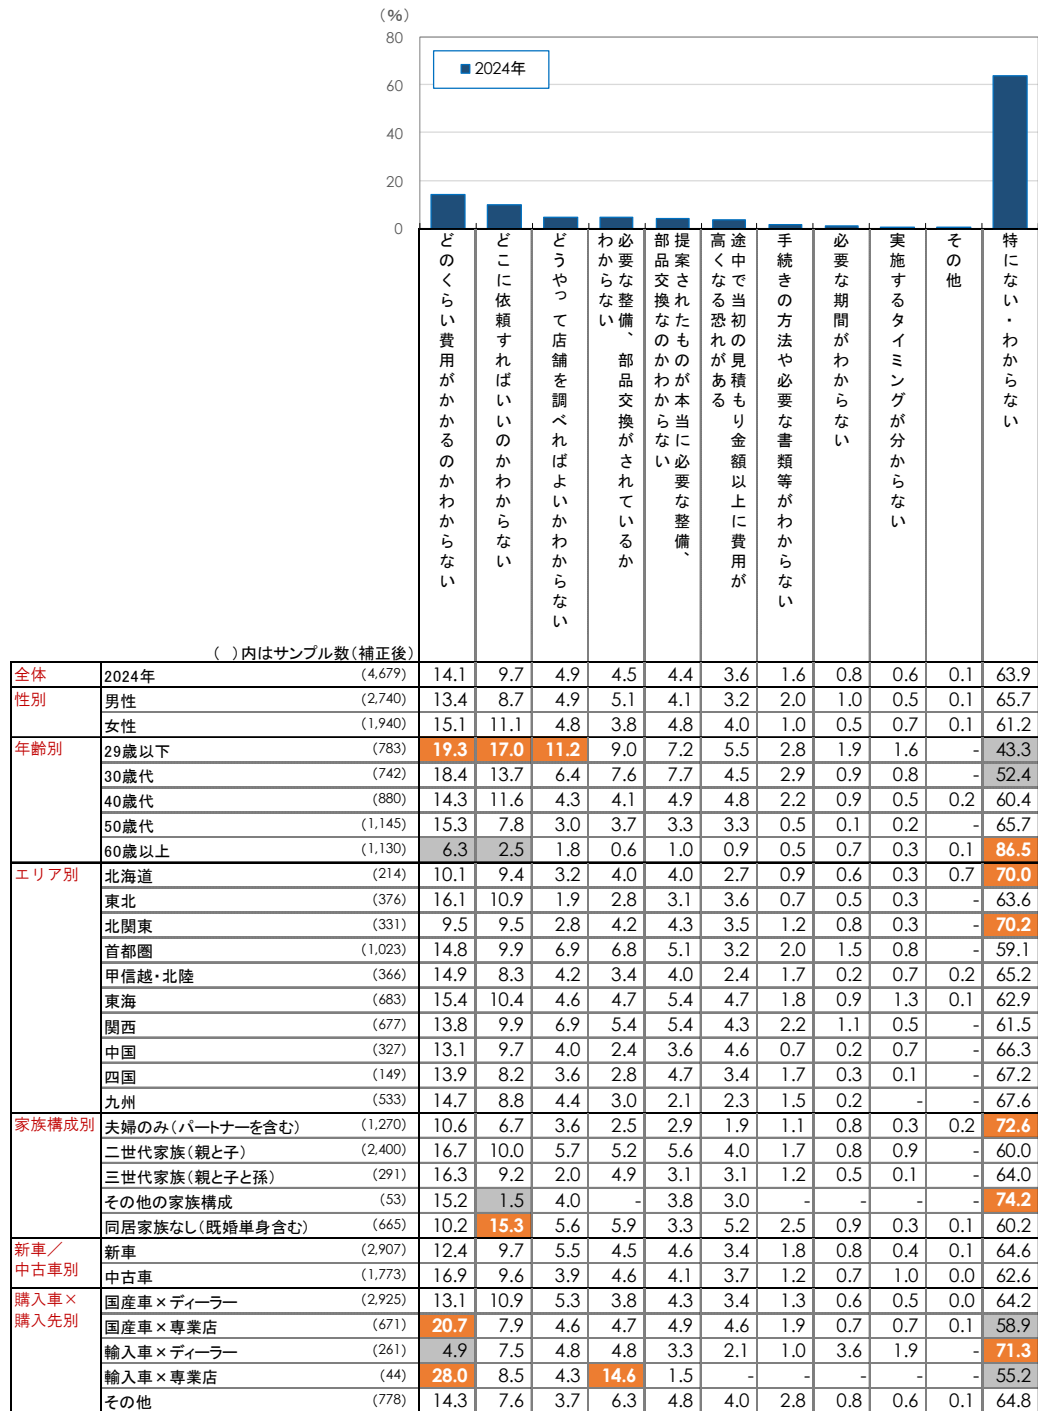 (%)
80
60
40
20
0
2024年
どのくらい費用がかかるのかわからない
どこに依頼すればいいのかわからない
どうやって店舗を調べればよいかわからない
必要な整備、部品交換がされているか
わからない
提案されたものが本当に必要な整備、
部品交換なのかわからない
途中で当初の見積もり金額以上に費用が
高くなる恐れがある
手続きの方法や必要な書類等がわからない
必要な期間がわからない
実施するタイミングが分からない
その他
特にない・わからない
( )内はサンプル数(補正後)
全体 2024年 (4,679) 14.1 9.7 4.9 4.5 4.4 3.6 1.6 0.8 0.6 0.1 63.9
性別 男性 (2,740) 13.4 8.7 4.9 5.1 4.1 3.2 2.0 1.0 0.5 0.1 65.7
女性 (1,940) 15.1 11.1 4.8 3.8 4.8 4.0 1.0 0.5 0.7 0.1 61.2
年齢別 29歳以下 (783) 19.3 17.0 11.2 9.0 7.2 5.5 2.8 1.9 1.6 - 43.3
30歳代 (742) 18.4 13.7 6.4 7.6 7.7 4.5 2.9 0.9 0.8 - 52.4
40歳代 (880) 14.3 11.6 4.3 4.1 4.9 4.8 2.2 0.9 0.5 0.2 60.4
50歳代 (1,145) 15.3 7.8 3.0 3.7 3.3 3.3 0.5 0.1 0.2 - 65.7
60歳以上 (1,130) 6.3 2.5 1.8 0.6 1.0 0.9 0.5 0.7 0.3 0.1 86.5
エリア別 北海道 (214) 10.1 9.4 3.2 4.0 4.0 2.7 0.9 0.6 0.3 0.7 70.0
東北 (376) 16.1 10.9 1.9 2.8 3.1 3.6 0.7 0.5 0.3 - 63.6
北関東 (331) 9.5 9.5 2.8 4.2 4.3 3.5 1.2 0.8 0.3 - 70.2
首都圏 (1,023) 14.8 9.9 6.9 6.8 5.1 3.2 2.0 1.5 0.8 - 59.1
甲信越・北陸 (366) 14.9 8.3 4.2 3.4 4.0 2.4 1.7 0.2 0.7 0.2 65.2
東海 (683) 15.4 10.4 4.6 4.7 5.4 4.7 1.8 0.9 1.3 0.1 62.9
関西 (677) 13.8 9.9 6.9 5.4 5.4 4.3 2.2 1.1 0.5 - 61.5
中国 (327) 13.1 9.7 4.0 2.4 3.6 4.6 0.7 0.2 0.7 - 66.3
四国 (149) 13.9 8.2 3.6 2.8 4.7 3.4 1.7 0.3 0.1 - 67.2
九州 (533) 14.7 8.8 4.4 3.0 2.1 2.3 1.5 0.2 - - 67.6
家族構成別 夫婦のみ(パートナーを含む) (1,270) 10.6 6.7 3.6 2.5 2.9 1.9 1.1 0.8 0.3 0.2 72.6
二世代家族(親と子) (2,400) 16.7 10.0 5.7 5.2 5.6 4.0 1.7 0.8 0.9 - 60.0
三世代家族(親と子と孫) (291) 16.3 9.2 2.0 4.9 3.1 3.1 1.2 0.5 0.1 - 64.0
その他の家族構成 (53) 15.2 1.5 4.0 - 3.8 3.0 - - - - 74.2
同居家族なし(既婚単身含む) (665) 10.2 15.3 5.6 5.9 3.3 5.2 2.5 0.9 0.3 0.1 60.2
新車/ 新車 (2,907) 12.4 9.7 5.5 4.5 4.6 3.4 1.8 0.8 0.4 0.1 64.6
中古車別 中古車 (1,773) 16.9 9.6 3.9 4.6 4.1 3.7 1.2 0.7 1.0 0.0 62.6
購入車× 国産車×ディーラー (2,925) 13.1 10.9 5.3 3.8 4.3 3.4 1.3 0.6 0.5 0.0 64.2
購入先別 国産車×専業店 (671) 20.7 7.9 4.6 4.7 4.9 4.6 1.9 0.7 0.7 0.1 58.9
輸入車×ディーラー (261) 4.9 7.5 4.8 4.8 3.3 2.1 1.0 3.6 1.9 - 71.3
輸入車×専業店 (44) 28.0 8.5 4.3 14.6 1.5 - - - - - 55.2
その他 (778) 14.3 7.6 3.7 6.3 4.8 4.0 2.8 0.8 0.6 0.1 64.8